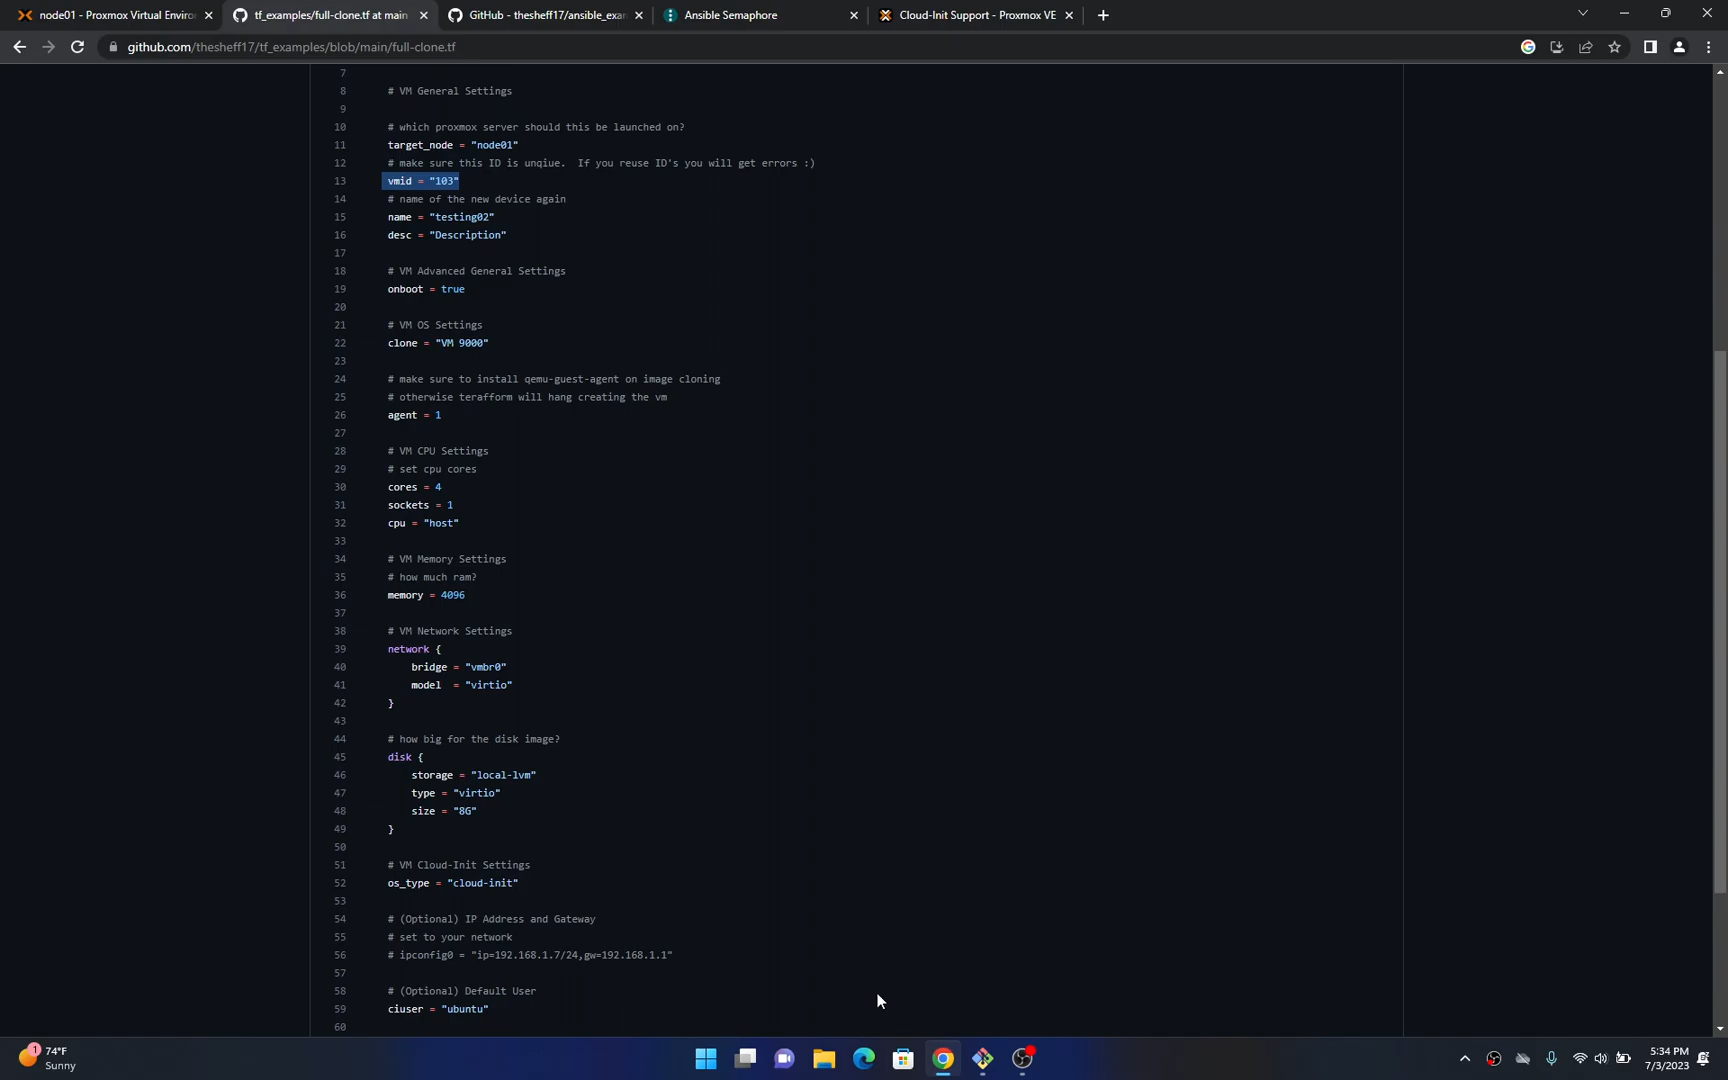 node01 - Proxmox Virtual Enviro
tf_examples/full-clone.tf at main
GitHub - thesheff17/ansible_exa
Ansible Semaphore
Cloud-Init Support - Proxmox VE
github.com/thesheff17/tf_examples/blob/main/full-clone.tf
7
8 # VM General Settings
9
10 # which proxmox server should this be launched on?
11 target_node = "node01"
12 # make sure this ID is unqiue. If you reuse ID's you will get errors :)
13 vmid = "103"
14 # name of the new device again
15 name = "testing02"
16 desc = "Description"
17
18 # VM Advanced General Settings
19 onboot = true
20
21 # VM OS Settings
22 clone = "VM 9000"
23
24 # make sure to install qemu-guest-agent on image cloning
25 # otherwise terafform will hang creating the vm
26 agent = 1
27
28 # VM CPU Settings
29 # set cpu cores
30 cores = 4
31 sockets = 1
32 cpu = "host"
33
34 # VM Memory Settings
35 # how much ram?
36 memory = 4096
37
38 # VM Network Settings
39 network {
40 bridge = "vmbr0"
41 model = "virtio"
42 }
43
44 # how big for the disk image?
45 disk {
46 storage = "local-lvm"
47 type = "virtio"
48 size = "8G"
49 }
50
51 # VM Cloud-Init Settings
52 os_type = "cloud-init"
53
54 # (Optional) IP Address and Gateway
55 # set to your network
56 # ipconfig0 = "ip=192.168.1.7/24,gw=192.168.1.1"
57
58 # (Optional) Default User
59 ciuser = "ubuntu"
60
1
74°F
Sunny
5:34 PM
7/3/2023